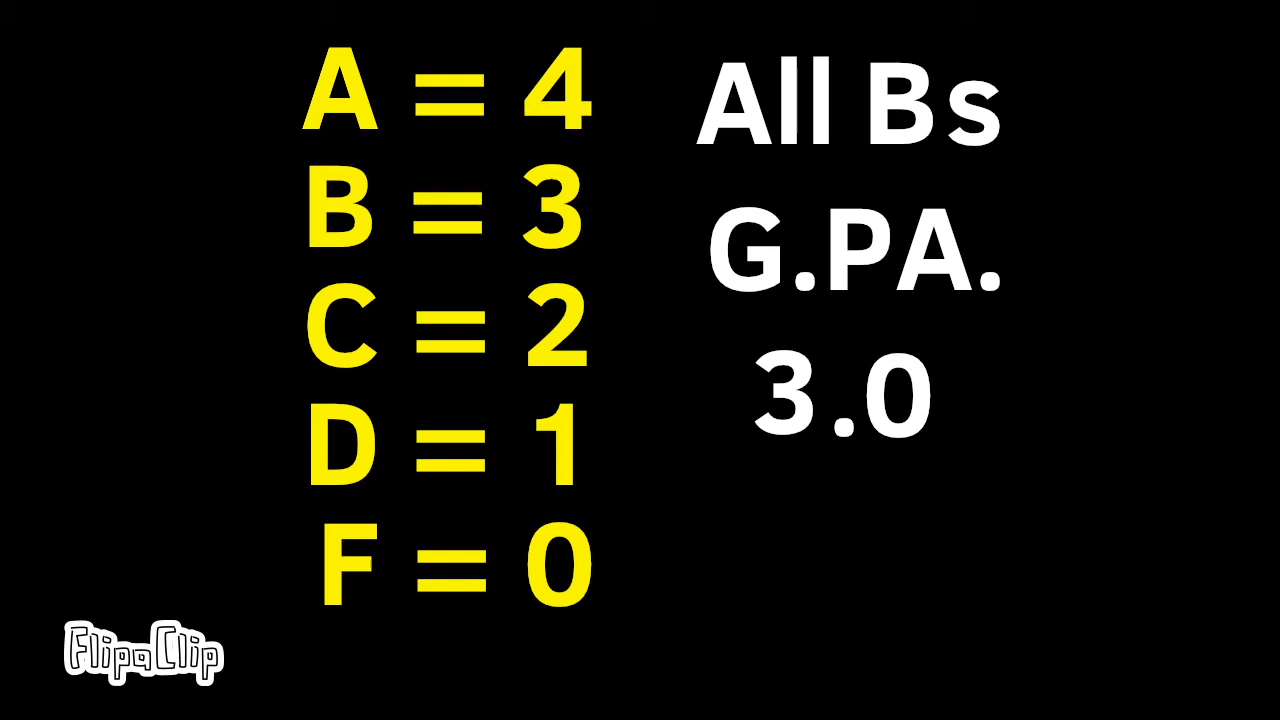 A = 4
B = 3
C = 2
D = 1
F = 0
All Bs
G.PA.
3.0
FlipaClip